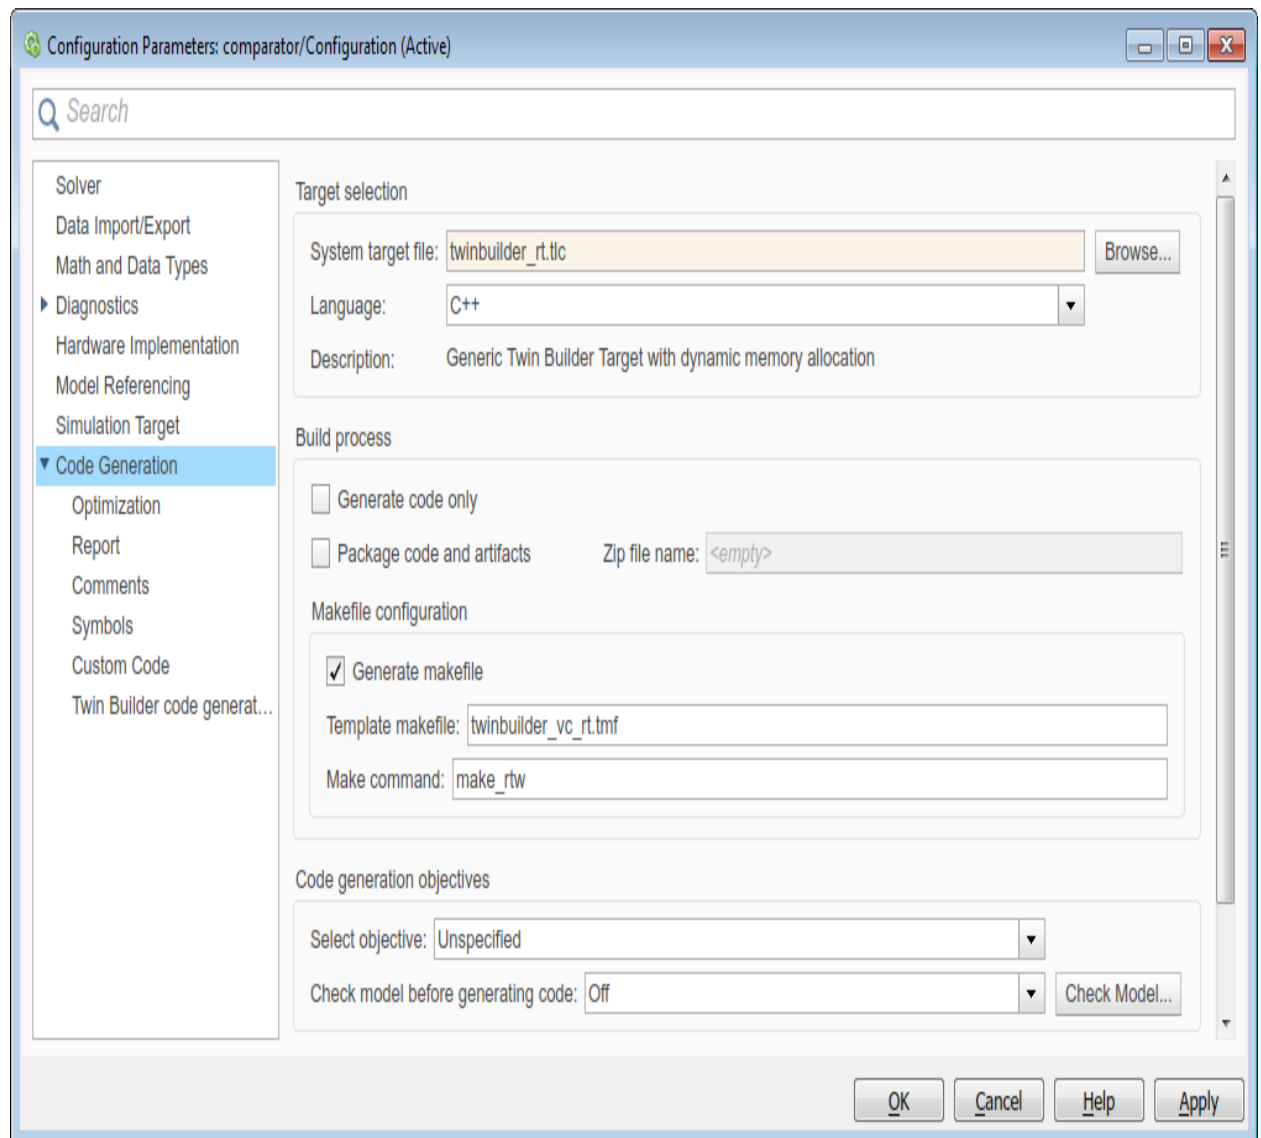 Configuration Parameters: comparator/Configuration (Active)
Search
Solver
Data Import/Export
Math and Data Types
Diagnostics
Hardware Implementation
Model Referencing
Simulation Target
Code Generation
Optimization
Report
Comments
Symbols
Custom Code
Twin Builder code generat...
Target selection
System target file: twinbuilder_rt.tlc Browse...
Language: C++
Description: Generic Twin Builder Target with dynamic memory allocation
Build process
Generate code only
Package code and artifacts Zip file name: <empty>
Makefile configuration
Generate makefile
Template makefile: twinbuilder_vc_rt.tmf
Make command: make_rtw
Code generation objectives
Select objective: Unspecified
Check model before generating code: Off Check Model...
OK Cancel Help Apply